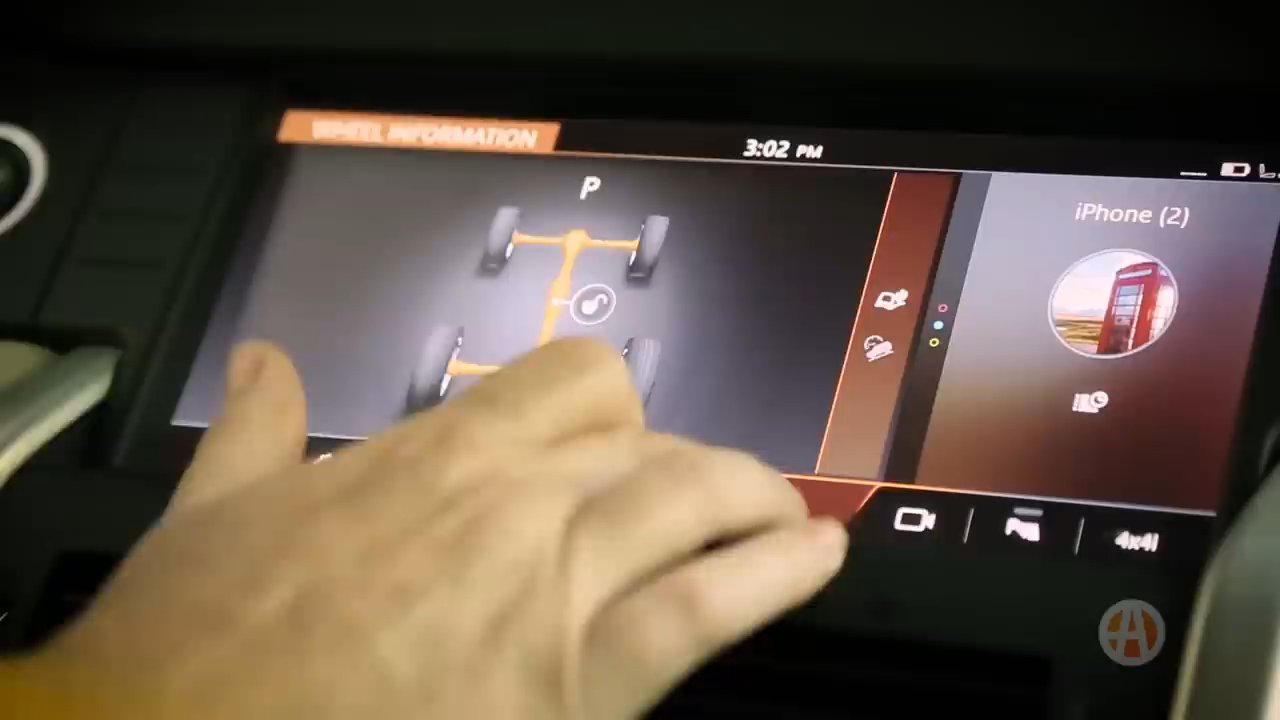 WHEEL INFORMATION
3:02 PM
P
iPhone (2)
4x4i